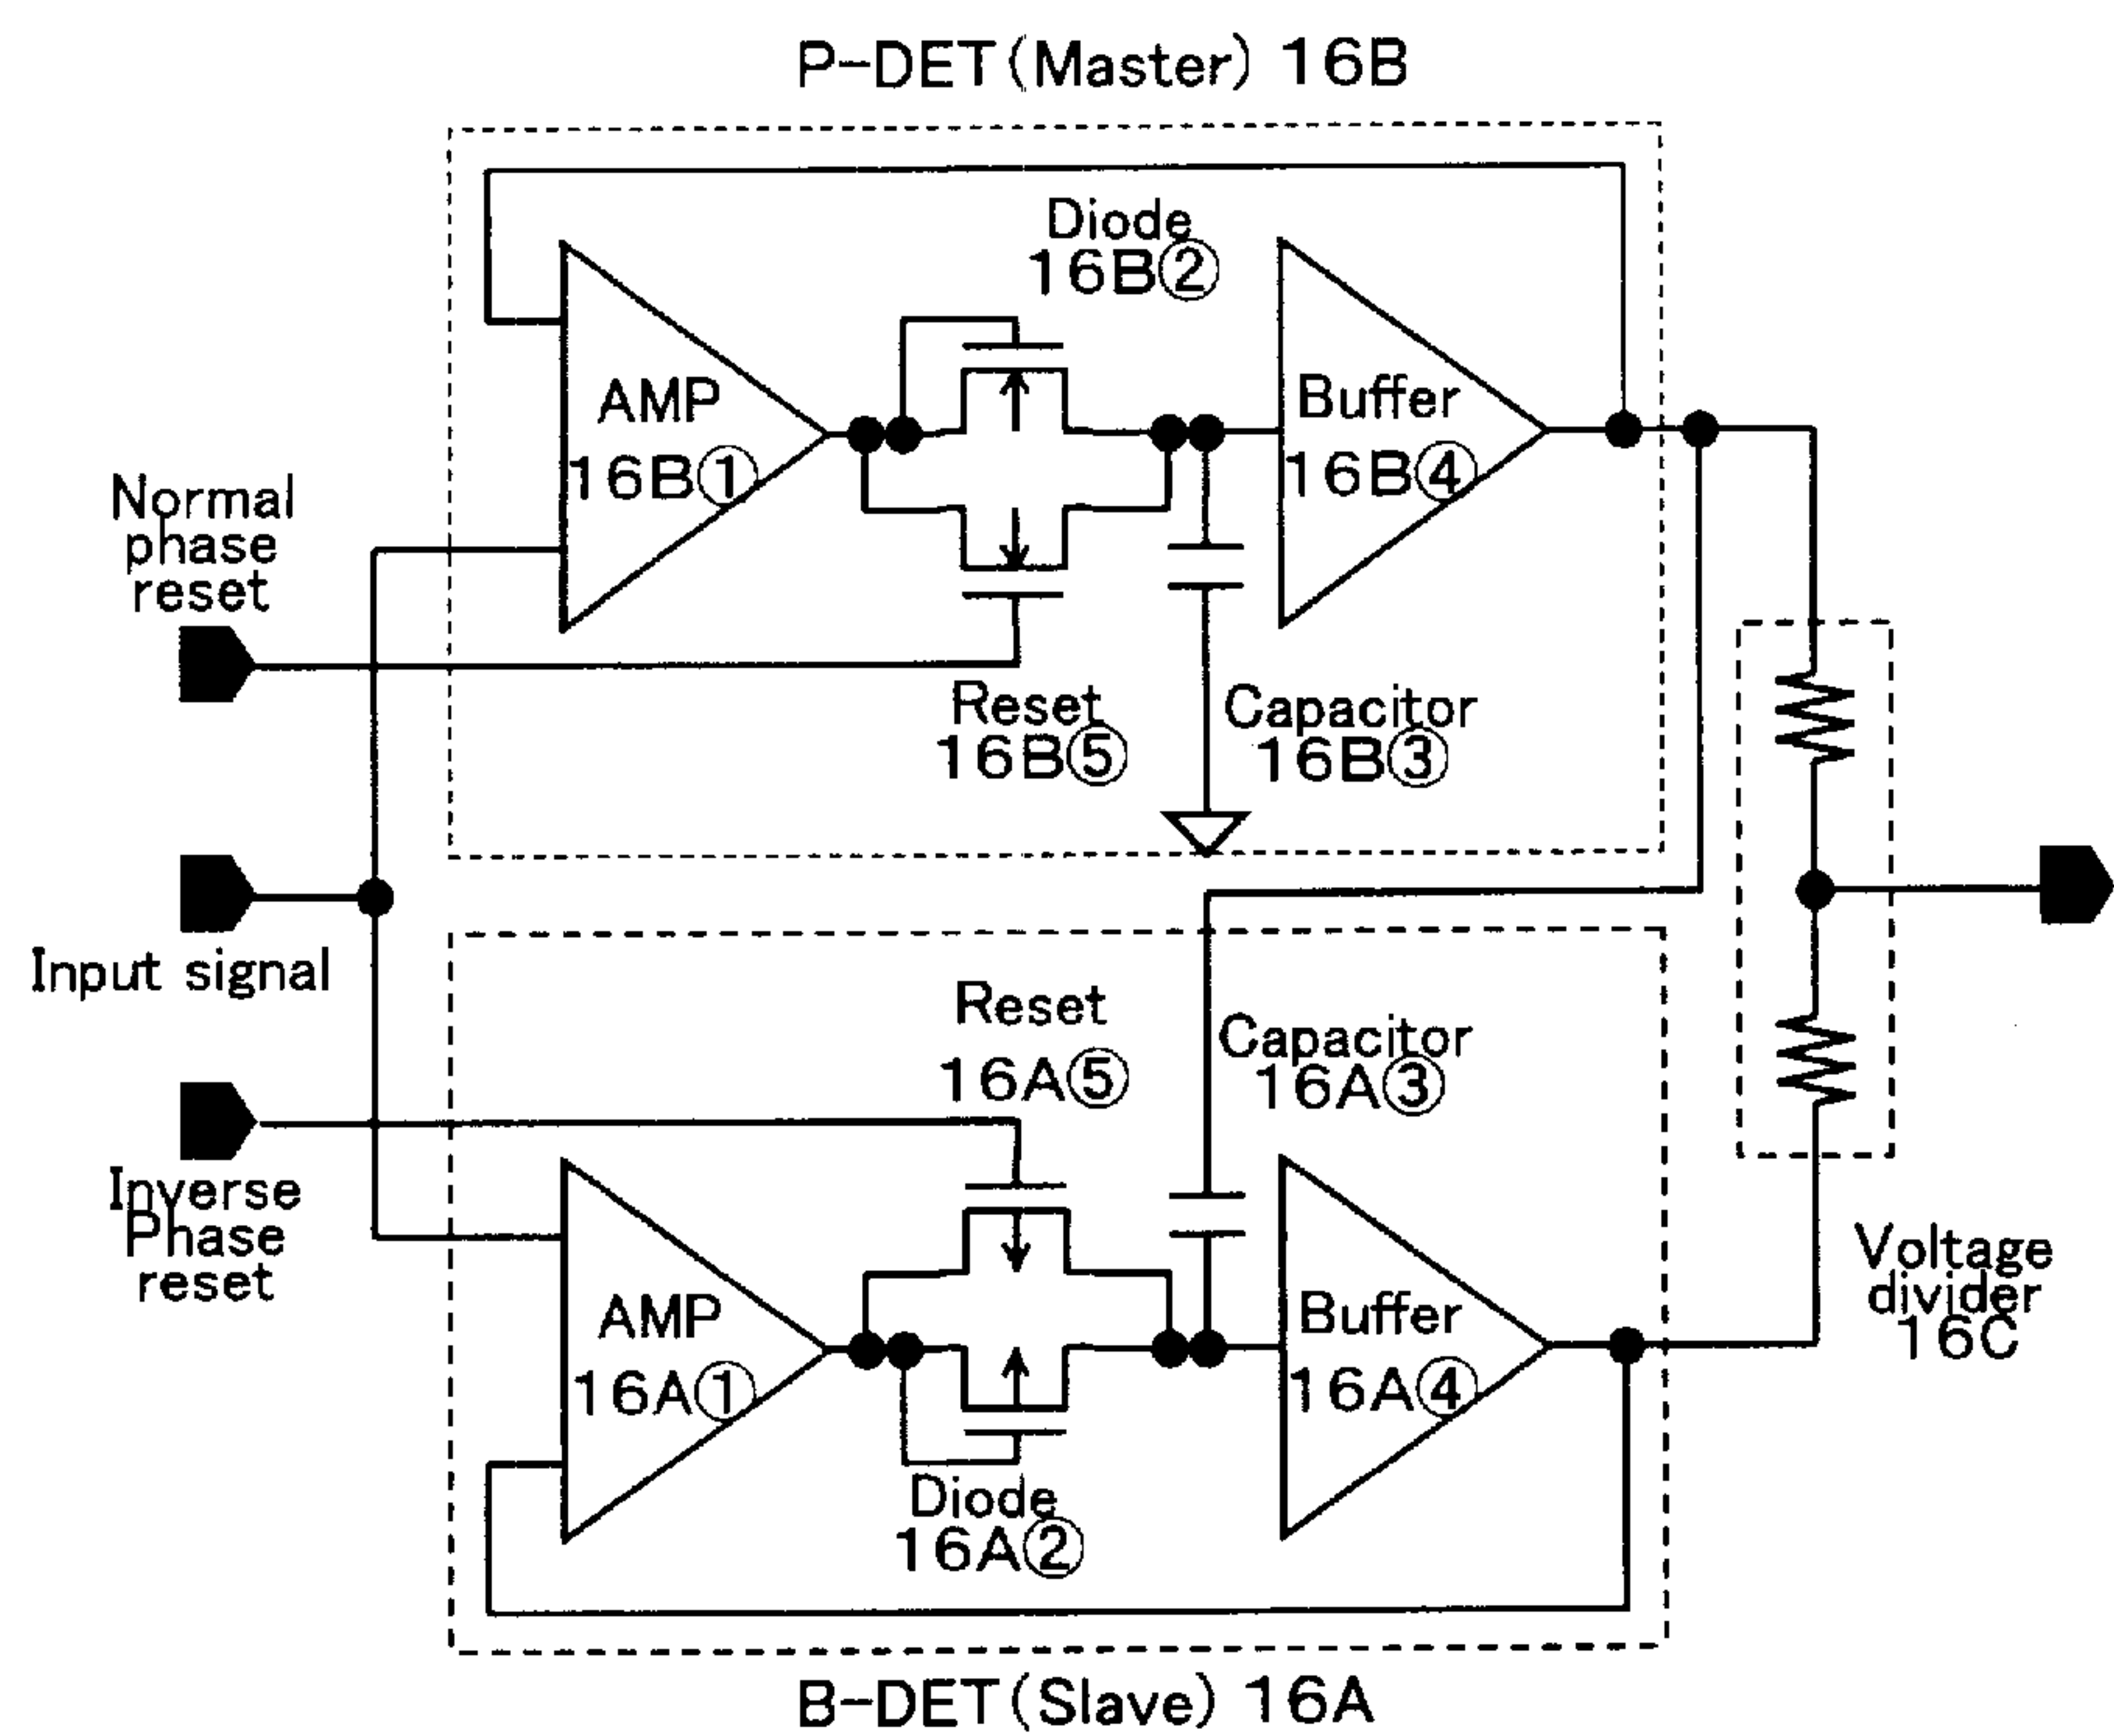 P-DET(Master) 16B
Diode
16B②
AMP
16B①
Buffer
16B④
Normal
phase
reset
Reset
16B⑤
Capacitor
16B③
Input signal
Reset
16A⑤
Capacitor
16A③
Inverse
Phase
reset
AMP
16A①
Buffer
16A④
Voltage
divider
16C
Diode
16A②
B-DET(Slave) 16A